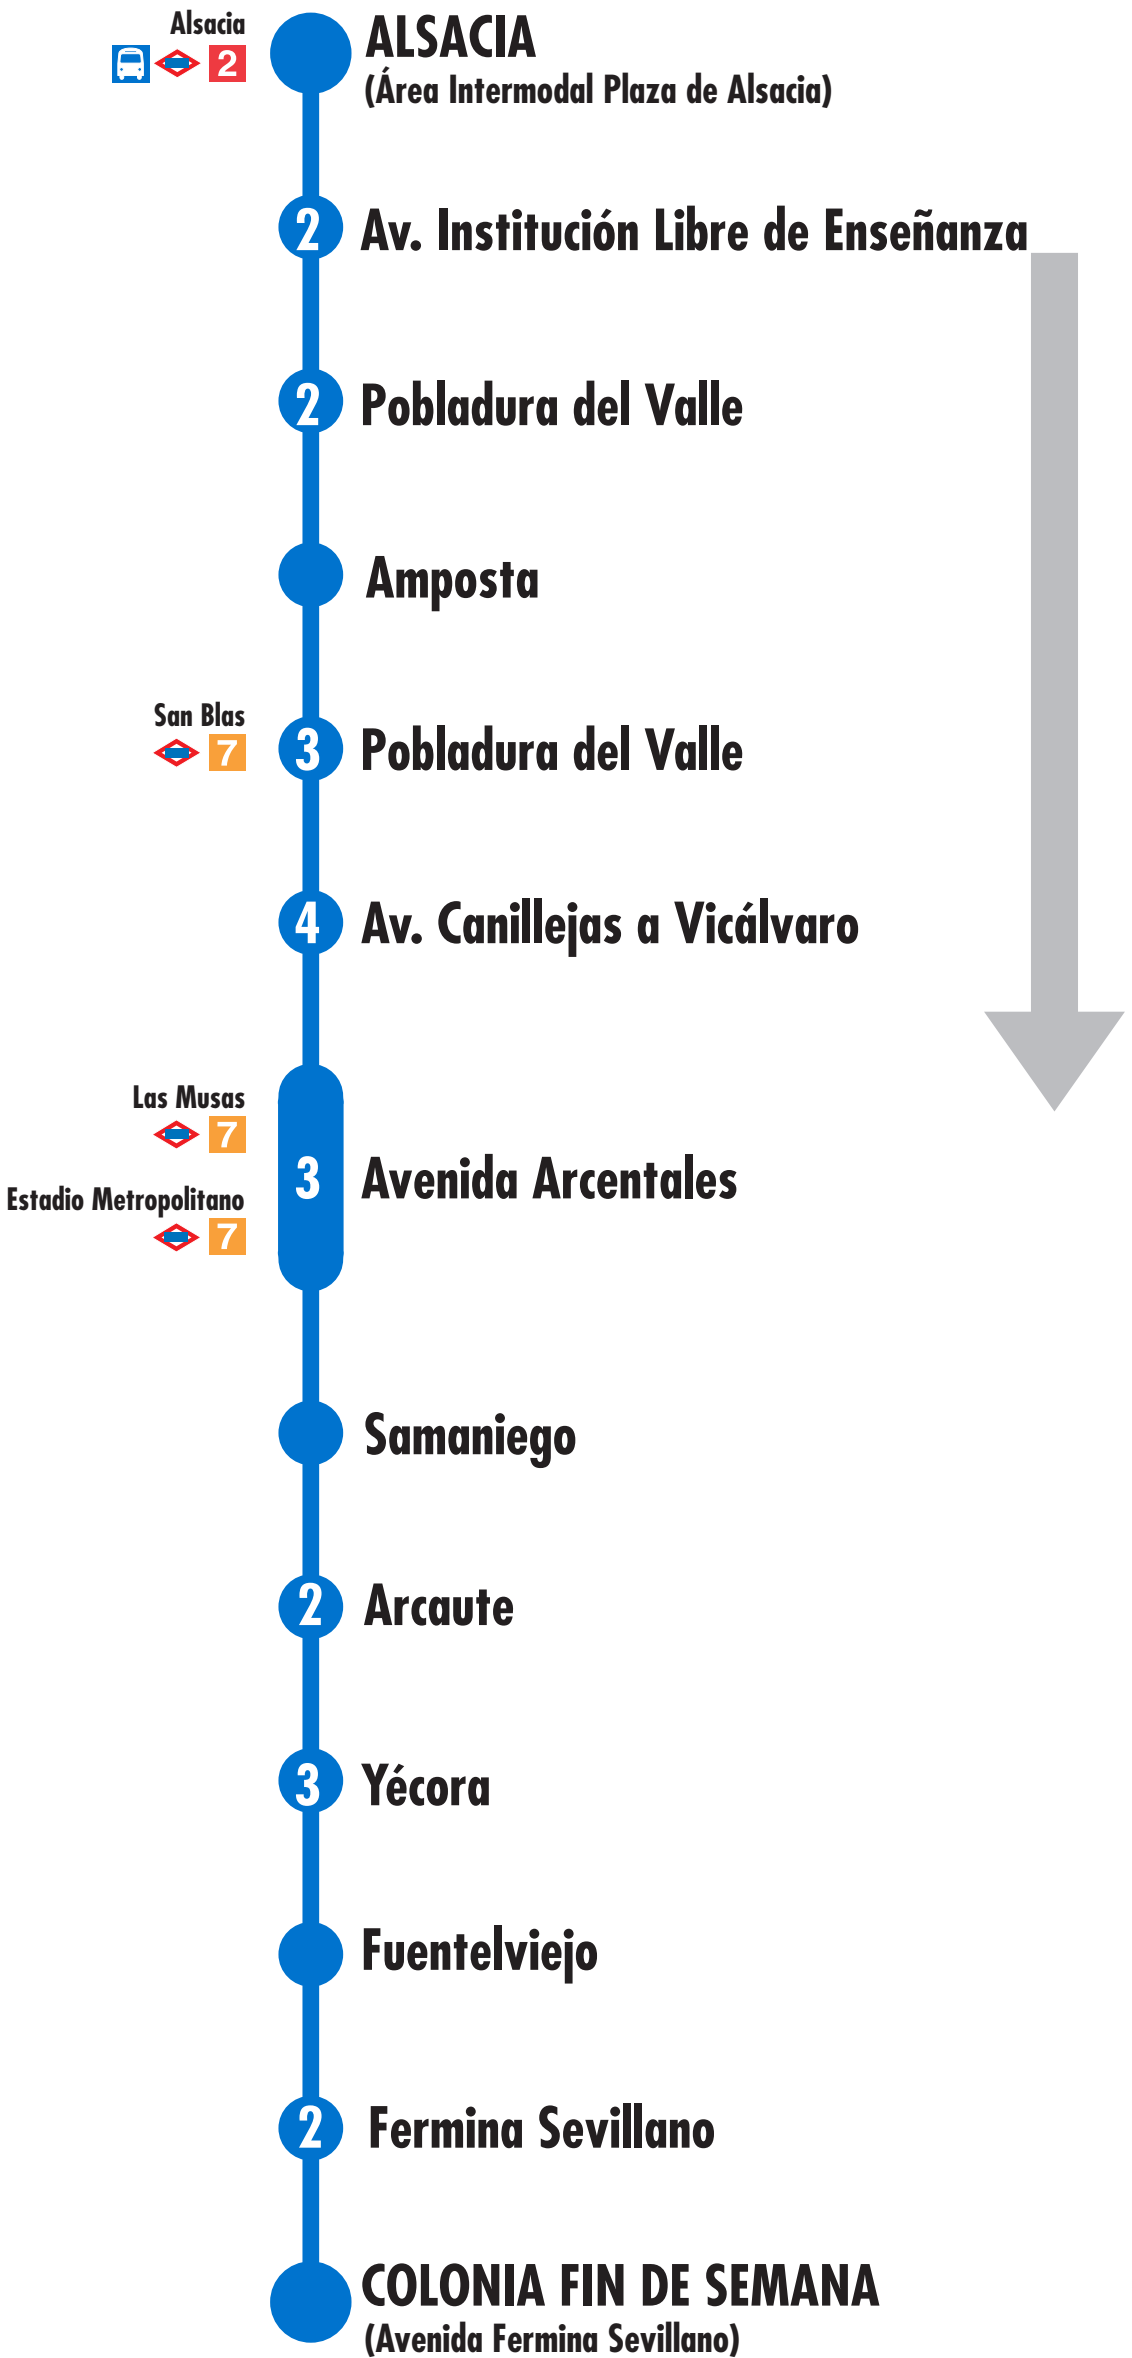 Alsacia
2
ALSACIA
(Área Intermodal Plaza de Alsacia)
2 Av. Institución Libre de Enseñanza
2 Pobladura del Valle
Amposta
San Blas
7
3 Pobladura del Valle
4 Av. Canillejas a Vicálvaro
Las Musas
7
Estadio Metropolitano
7
3 Avenida Arcentales
Samaniego
2 Arcaute
3 Yécora
Fuentelviejo
2 Fermina Sevillano
COLONIA FIN DE SEMANA
(Avenida Fermina Sevillano)